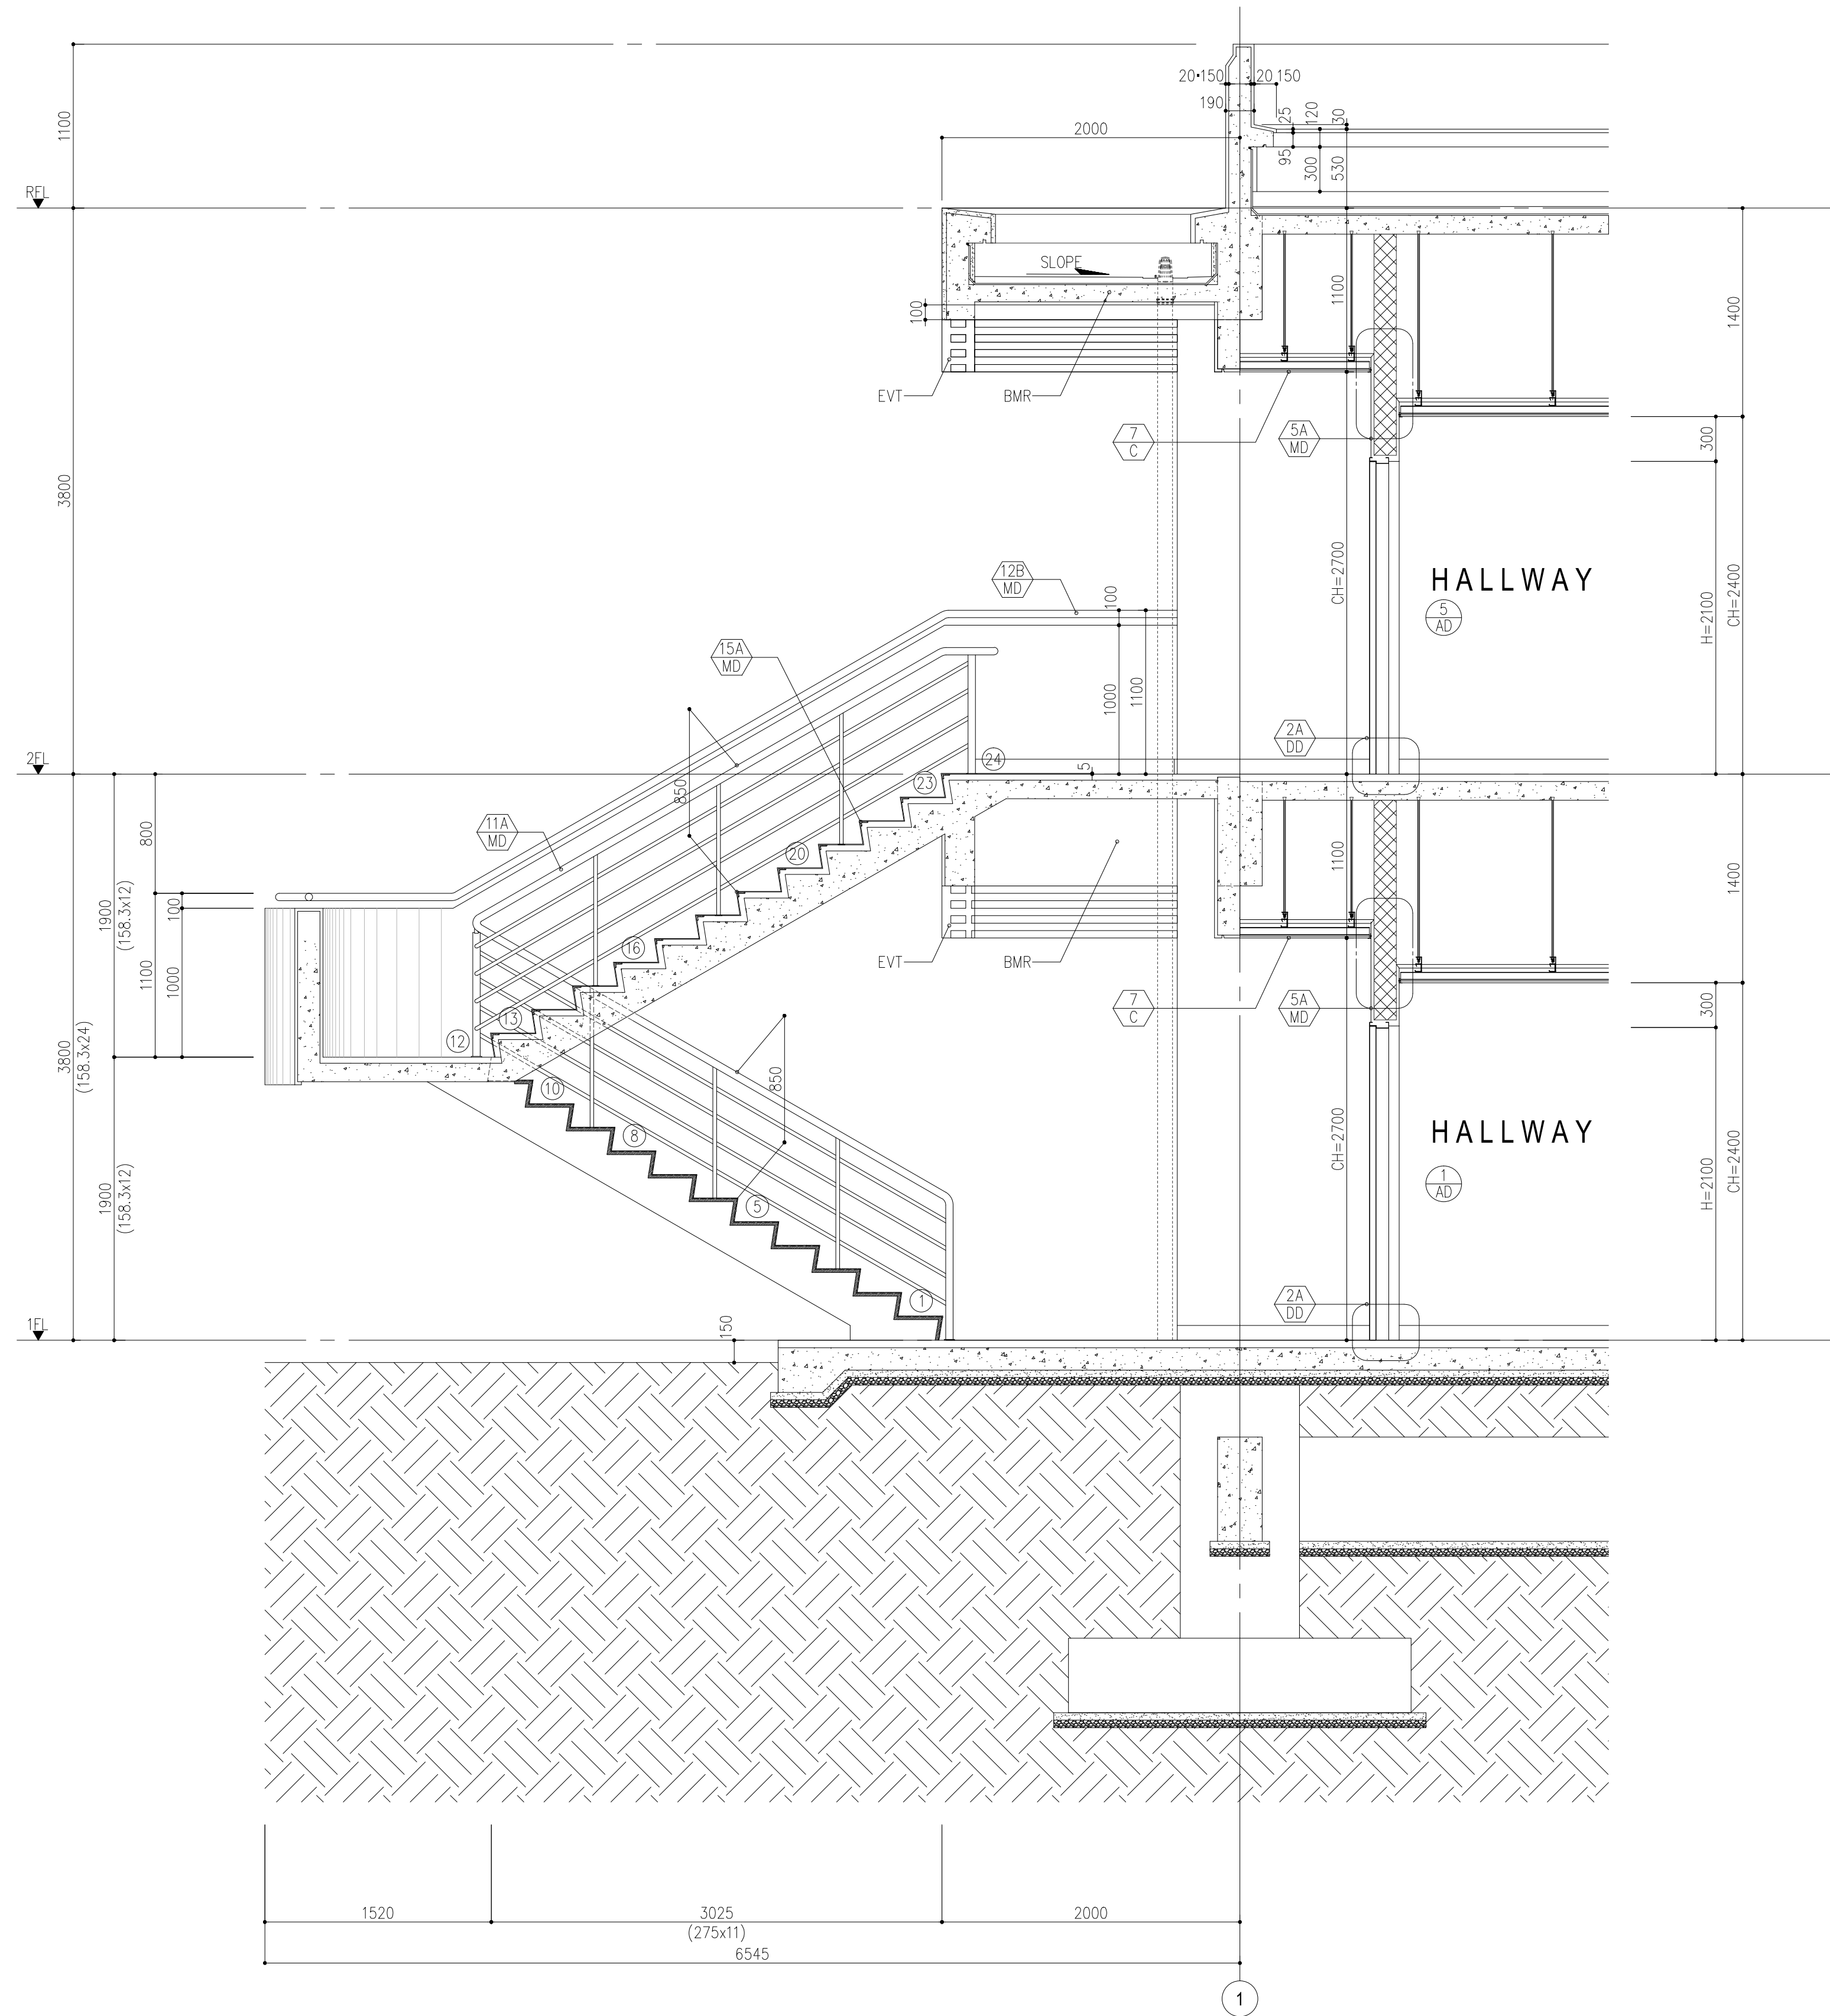 20•150
20 150
190
25
120
30
2000
95
300
530
1100
RFL
SLOPE
1100
1400
100
EVT
BMR
7
C
5A
MD
300
3800
HALLWAY
5
AD
CH=2700
H=2100
CH=2400
12B
MD
100
15A
MD
1000
1100
2A
DD
2FL
24
5
23
850
800
11A
MD
20
1100
1400
1900
(158.3x12)
100
16
EVT
BMR
7
C
5A
MD
300
1100
1000
13
12
3800
(158.3x24)
10
850
8
HALLWAY
1
AD
CH=2700
H=2100
CH=2400
1900
(158.3x12)
5
1
2A
DD
1FL
150
1520
3025
2000
(275x11)
6545
1